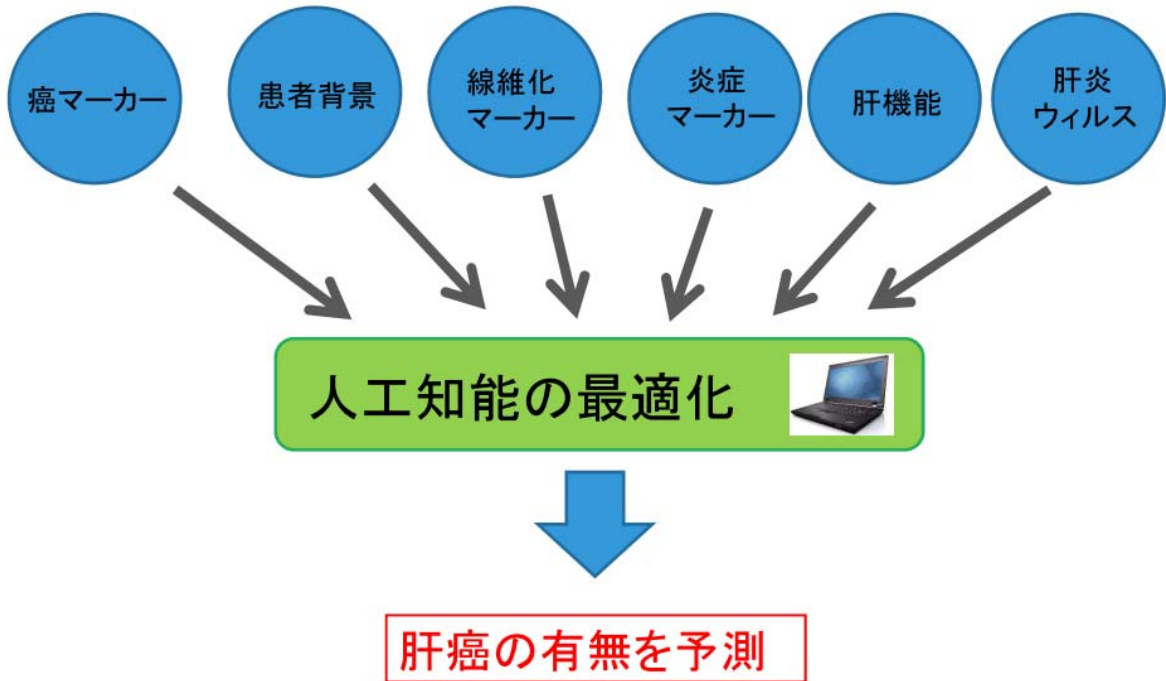 癌マーカー
患者背景
線維化
マーカー
炎症
マーカー
肝機能
肝炎
ウィルス
人工知能の最適化
肝癌の有無を予測